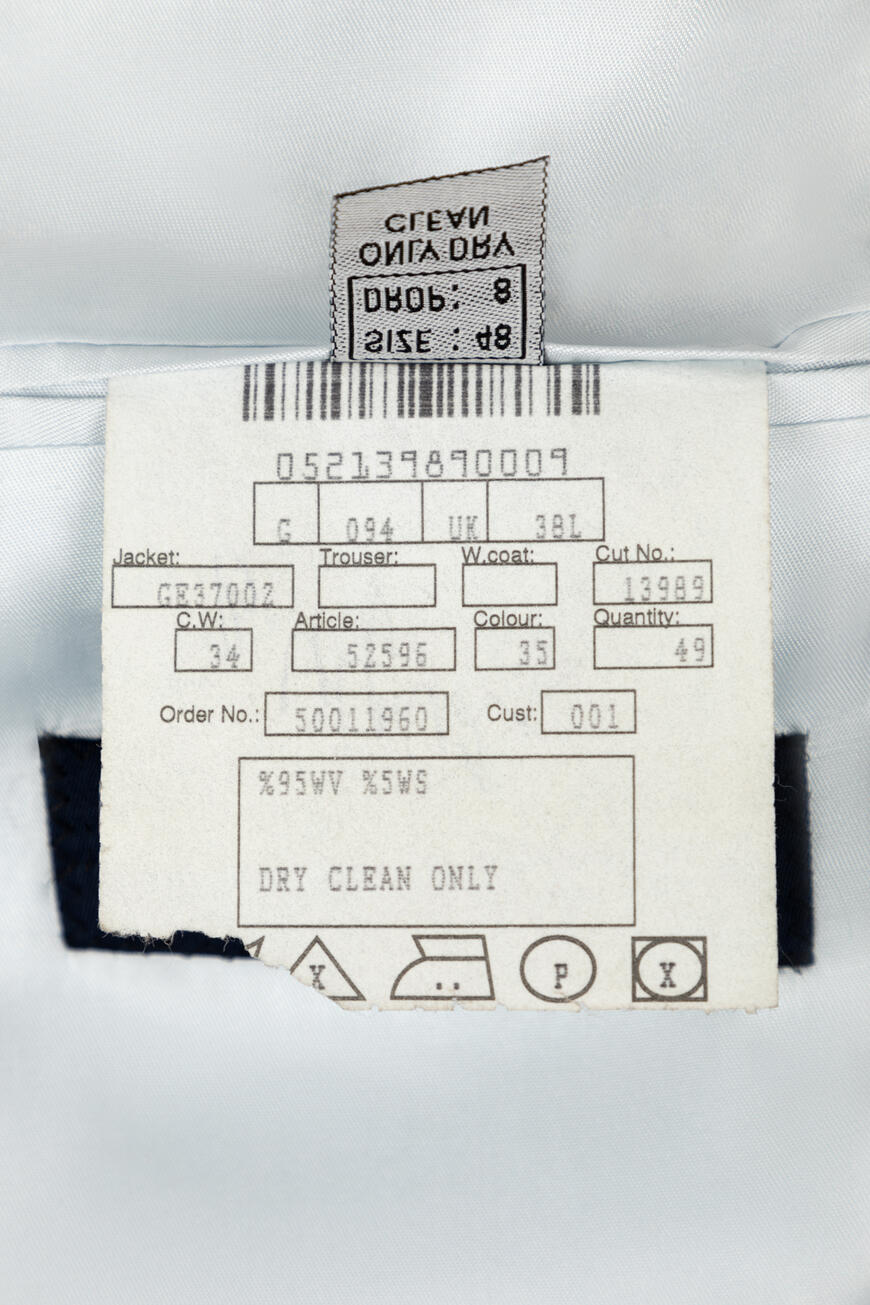 CLEAN
ONLY DRY
DROP: 8
SIZE : 48
052139890009
G 094 UK 38L
Jacket: Trouser: W.coat: Cut No.:
GE37002 13989
C.W: Article: Colour: Quantity:
34 52596 35 49
Order No.: 50011960 Cust: 001
%95WV %5WS
DRY CLEAN ONLY
X P X